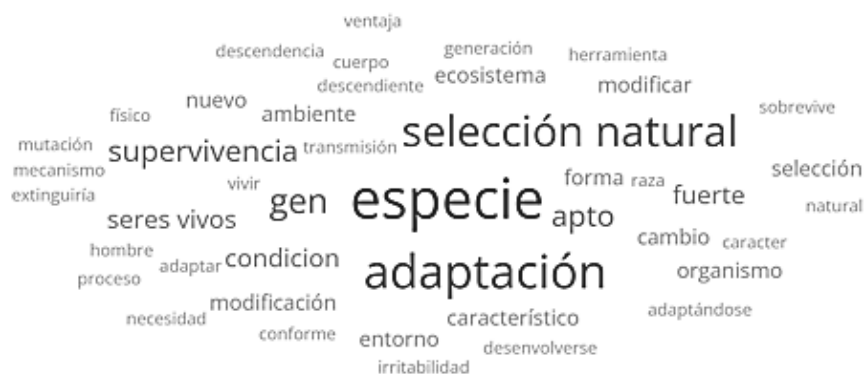 ventaja
descendencia
cuerpo
generación
herramienta
descendiente
ecosistema
modificar
nuevo
ambiente
sobrevive
físico
selección natural
mutación
supervivencia
transmisión
mecanismo
selección
extinguiría
vivir
gen
especie
forma
raza
fuerte
natural
seres vivos
apto
hombre
condicion
cambio
caracter
proceso
adaptar
adaptación
organismo
modificación
necesidad
característico
adaptándose
conforme
entorno
desenvolverse
irritabilidad